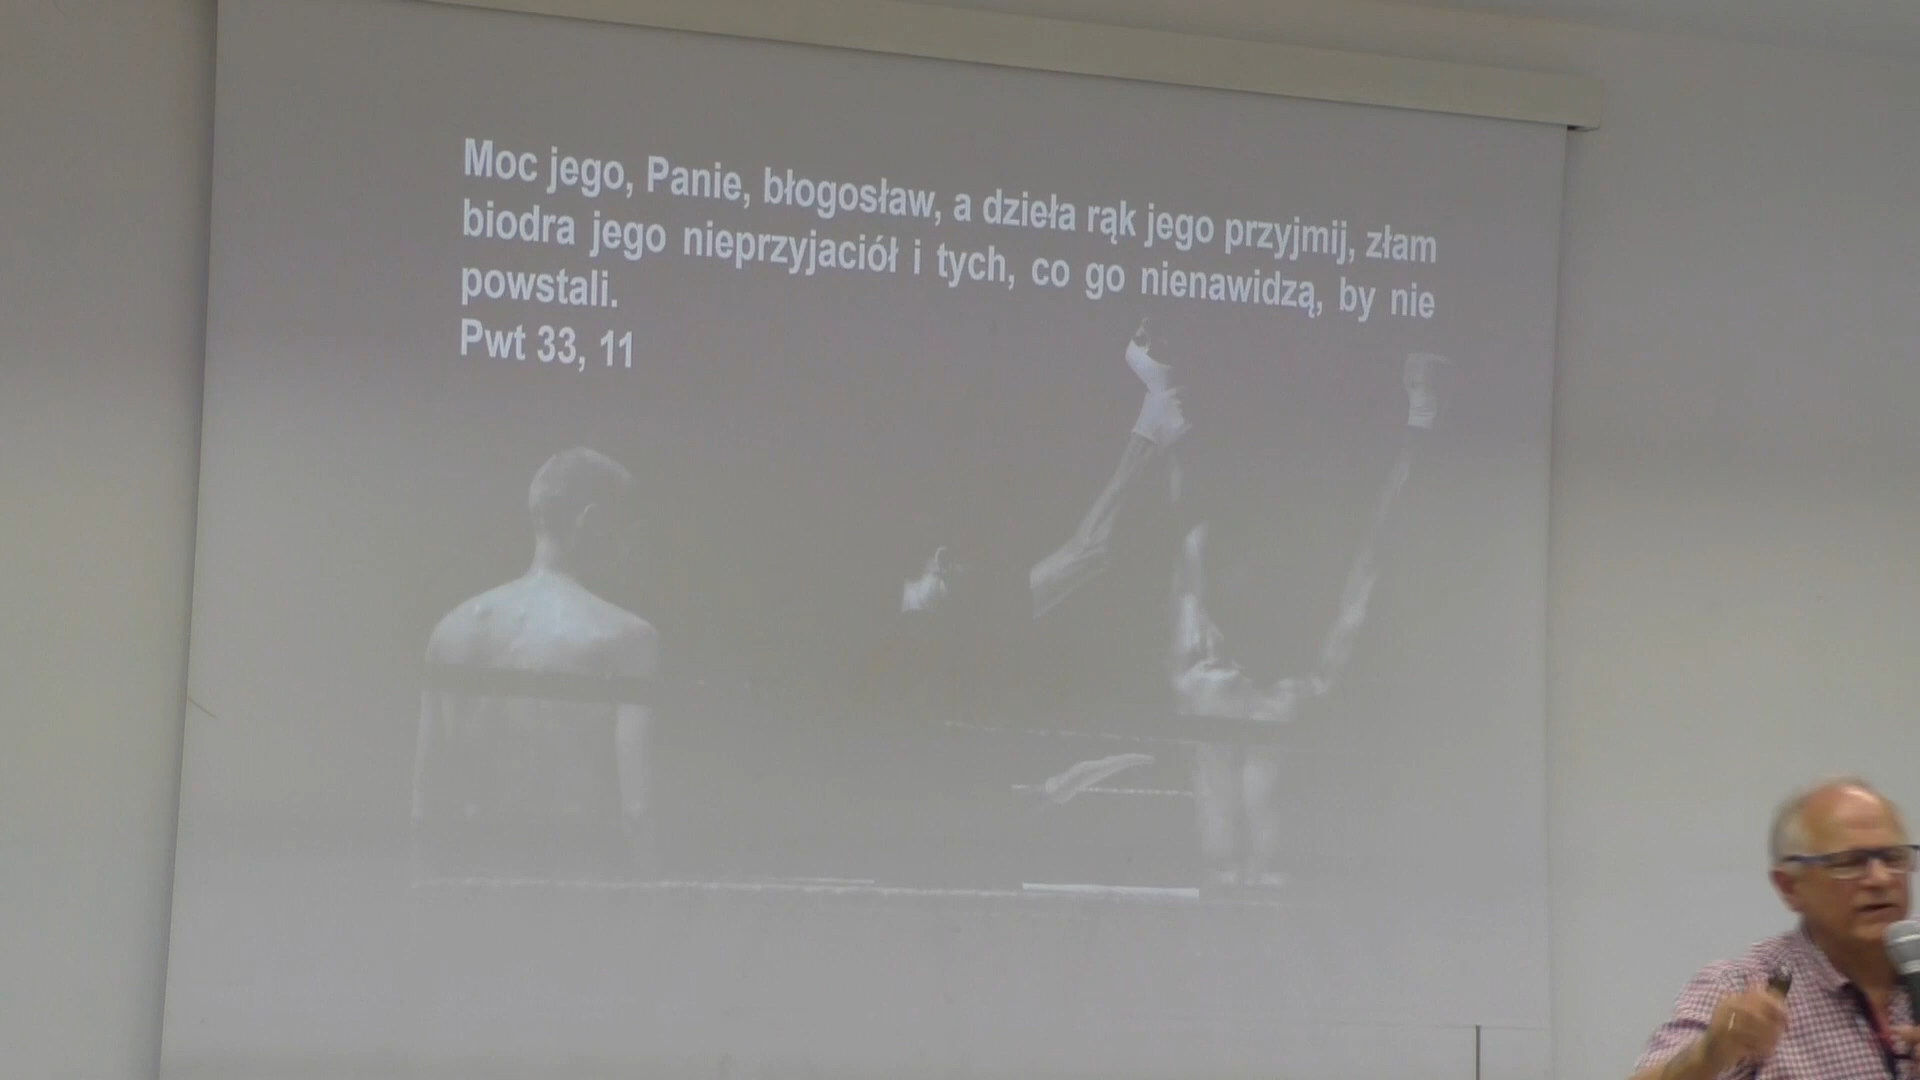 Moc jego, Panie, błogosław, a dzieła rąk jego przyjmij, złam
biodra jego nieprzyjaciół i tych, co go nienawidzą, by nie
powstali.
Pwt 33, 11